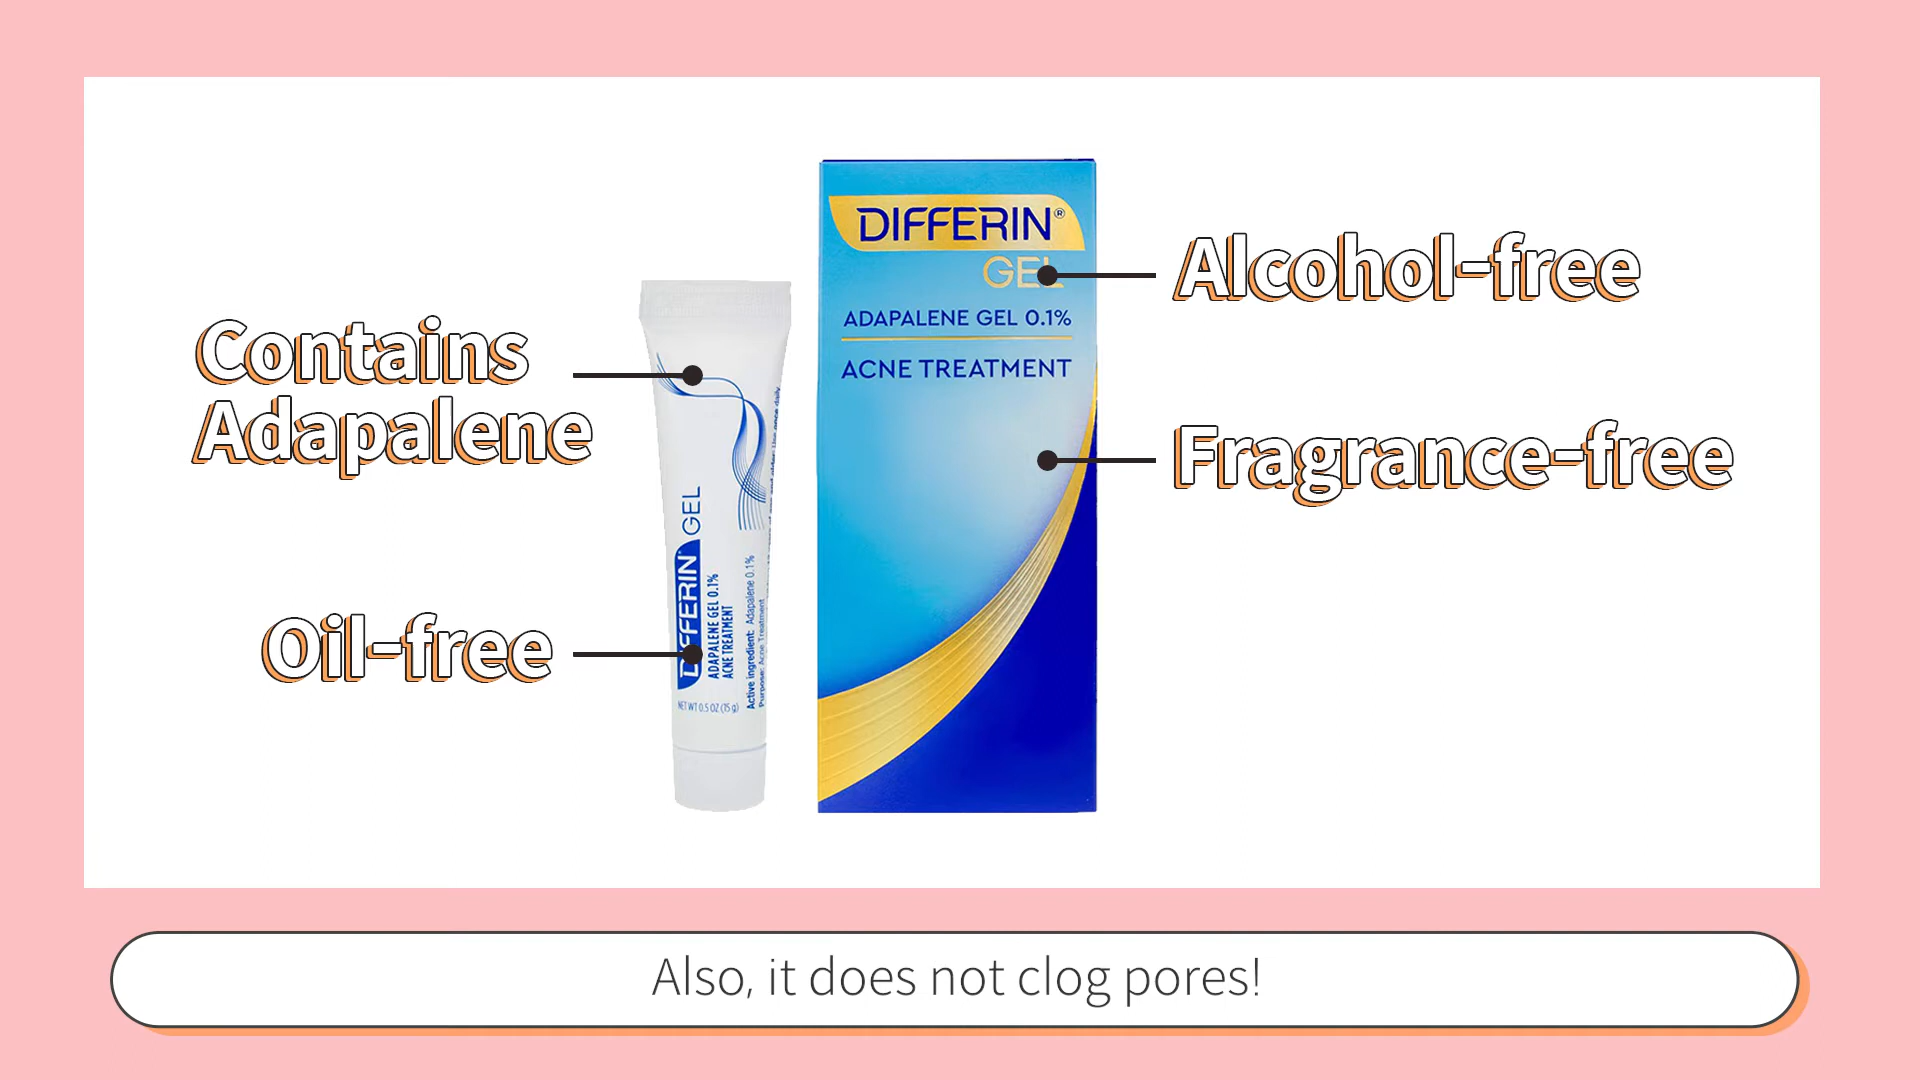 Contains
Adapalene
Oil-free
DIFFERIN® GEL
ADAPALENE GEL 0.1%
ACNE TREATMENT
Active ingredient: Adapalene 0.1%
Purpose: Acne Treatment
NET WT 0.5 OZ (15 g)
DIFFERIN®
GEL
ADAPALENE GEL 0.1%
ACNE TREATMENT
Alcohol-free
Fragrance-free
Also, it does not clog pores!